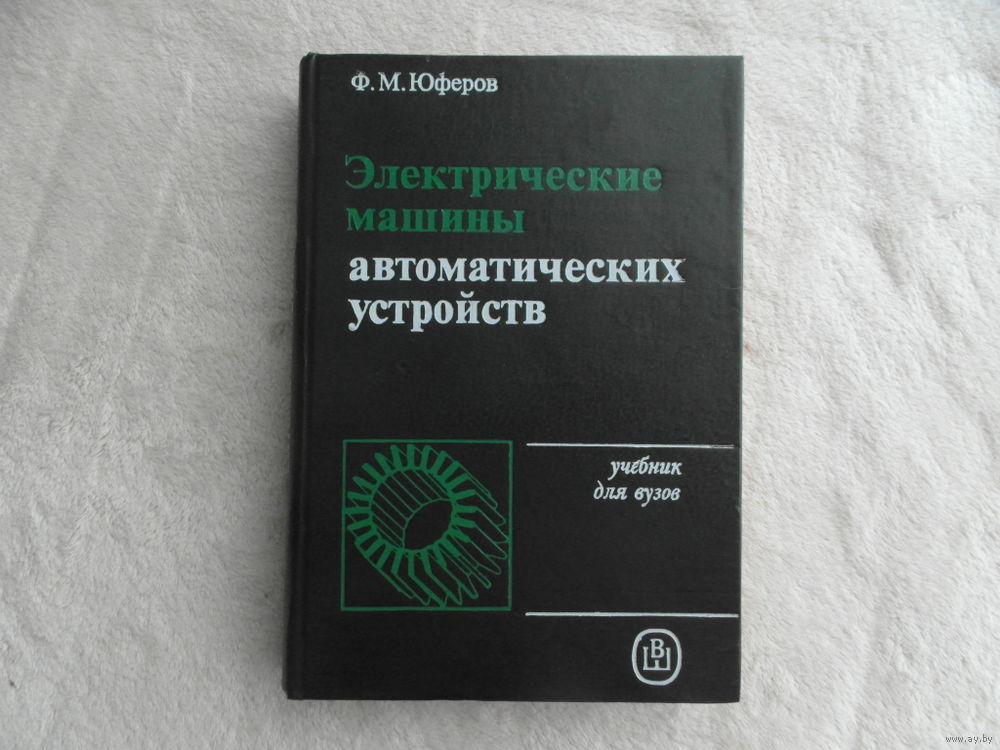 Ф. М. Юферов
Электрические
машины
автоматических
устройств
учебник
для вузов
ВШ
www.ay.by